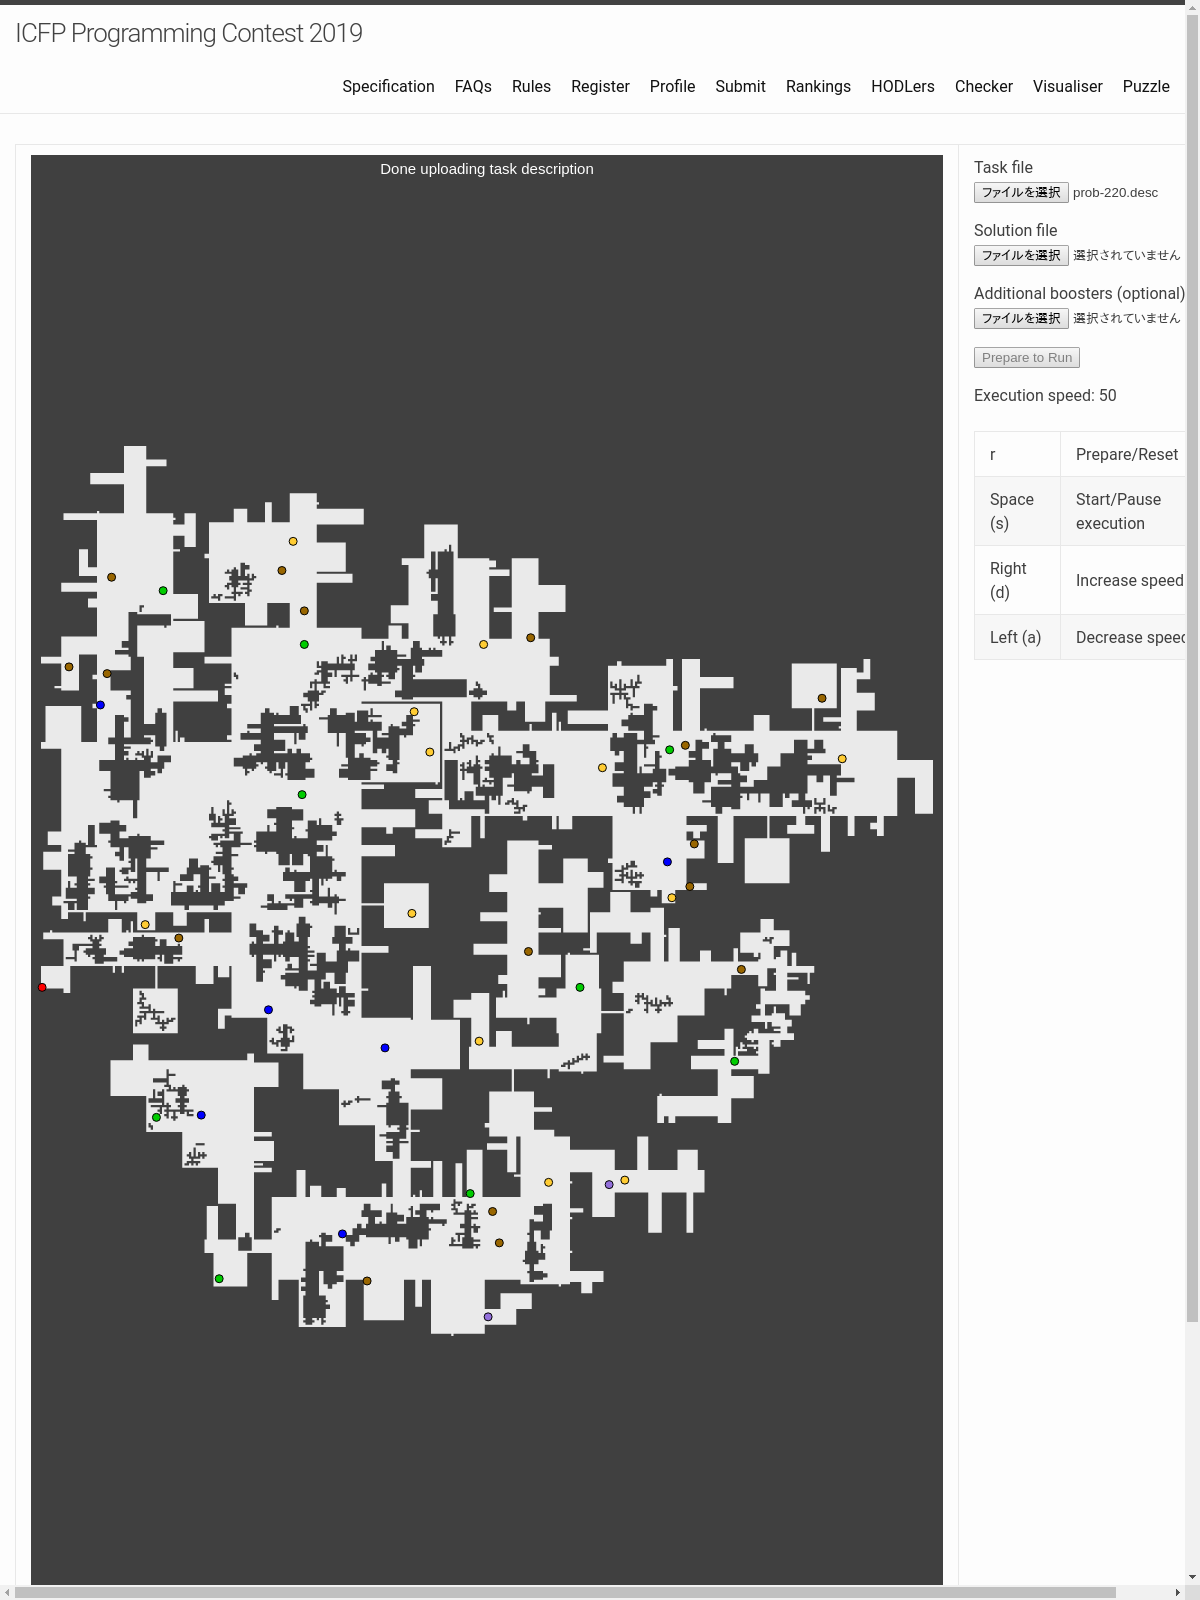 ICFP Programming Contest 2019
Specification FAQs Rules Register Profile Submit Rankings HODLers Checker Visualiser Puzzle
Done uploading task description
Task file
ファイルを選択 prob-220.desc
Solution file
ファイルを選択 選択されていません
Additional boosters (optional)
ファイルを選択 選択されていません
Prepare to Run
Execution speed: 50
r Prepare/Reset
Space (s) Start/Pause execution
Right (d) Increase speed
Left (a) Decrease speed